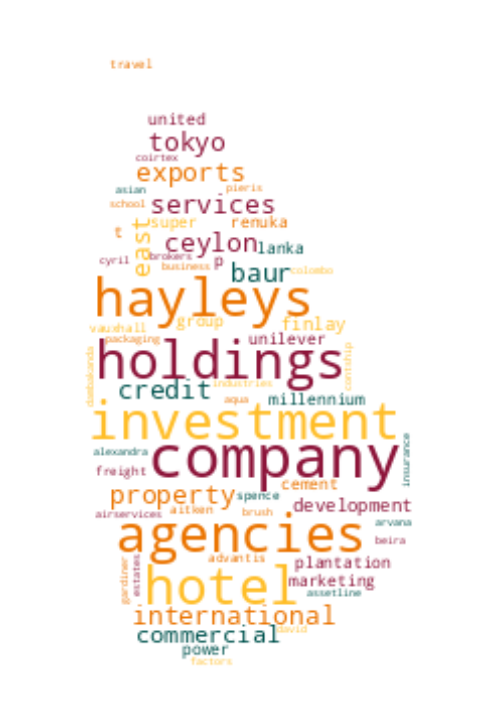 travel
united
tokyo
coirtex
exports
asian
pieris
school
services
t
super
renuka
east
ceylon
lanka
cyril
brokers
p
business
baur
colombo
hayleys
vauxhall
group
finlay
packaging
unilever
holdings
contship
dambakanda
credit
industries
aqua
millennium
investment
alexandra
company
insurance
freight
cement
property
spence
development
airservices
aitken
brush
arvana
agencies
beira
advantis
plantation
gardiner
estates
hotel
marketing
assetline
international
commercial
david
power
factors